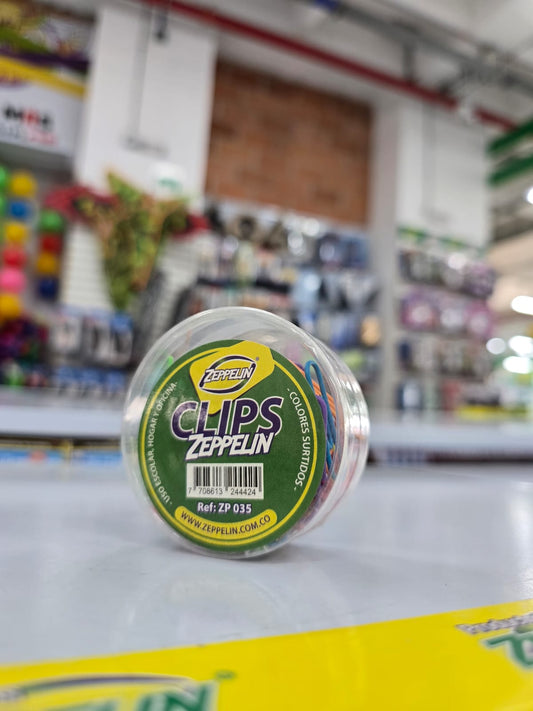 ZEPPELIN
CLIPS
ZEPPELIN
- USO ESCOLAR, HOGAR Y OFICINA -
- COLORES SURTIDOS -
7 708613 244424
Ref: ZP 035
WWW.ZEPPELIN.COM.CO